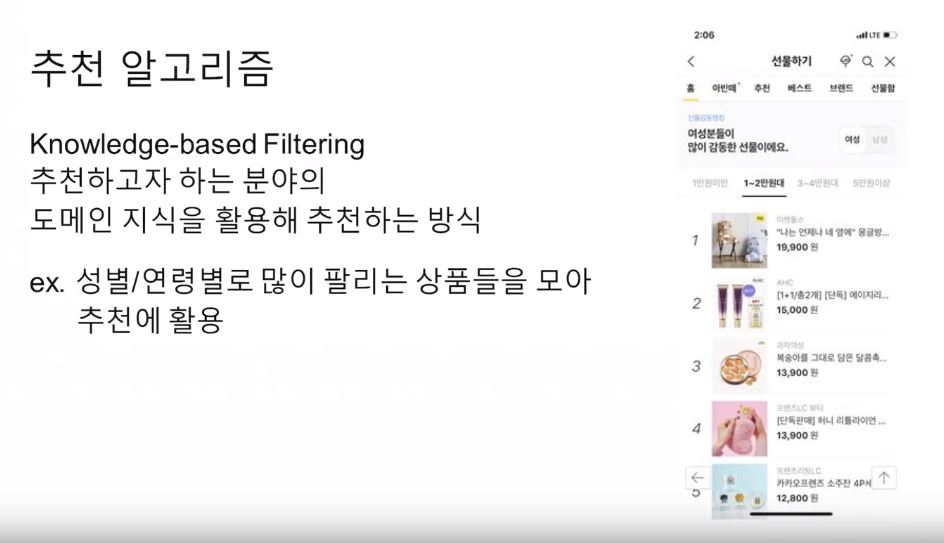 추천 알고리즘
Knowledge-based Filtering
추천하고자 하는 분야의
도메인 지식을 활용해 추천하는 방식
ex. 성별/연령별로 많이 팔리는 상품들을 모아
추천에 활용
2:06
LTE
선물하기
홈 아반떼 추천 베스트 브랜드 선물함
선물감동랭킹
여성분들이
많이 감동한 선물이에요.
여성 남성
1만원미만 1~2만원대 3~4만원대 5만원이상
1
"나는 언제나 네 옆에" 몽글방...
19,900 원
2
AHC
[1+1/총2개] [단독] 에이지리...
15,000 원
3
과자의성
복숭아를 그대로 담은 달콤촉...
13,900 원
4
프렌즈LC 뷰티
[단독판매] 허니 리틀라이언 ...
13,900 원
5
프렌즈리빙LC
카카오프렌즈 소주잔 4P세
12,800 원